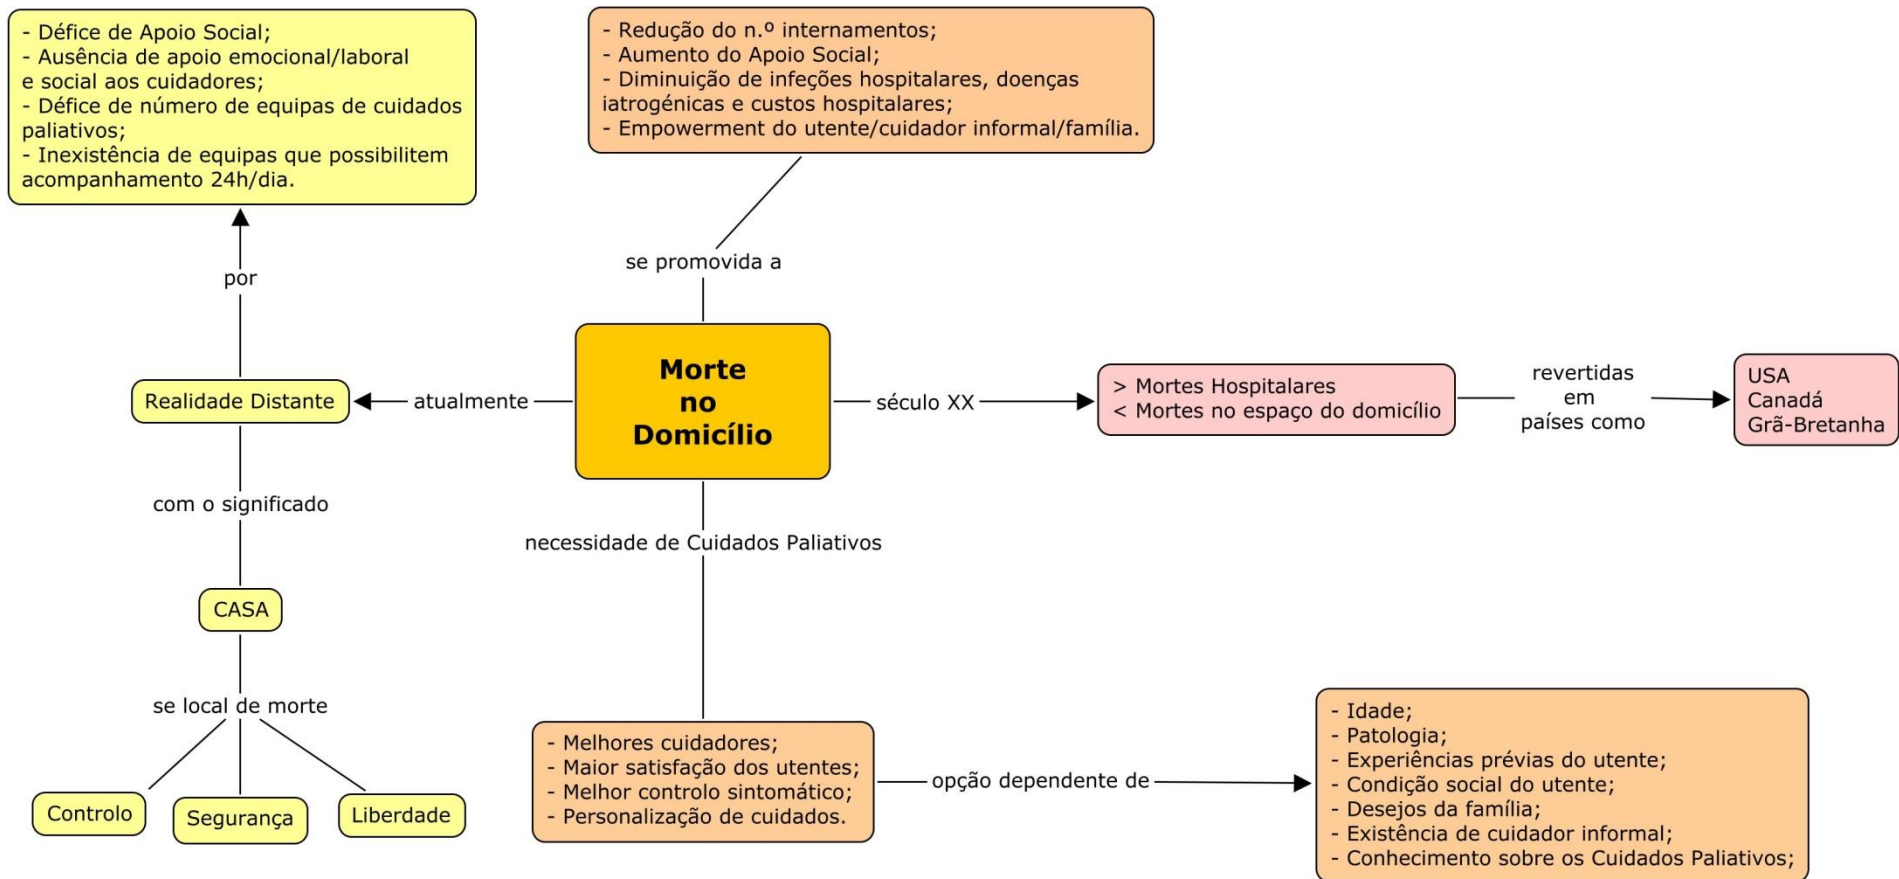 - Défice de Apoio Social;
- Ausência de apoio emocional/laboral
e social aos cuidadores;
- Défice de número de equipas de cuidados
paliativos;
- Inexistência de equipas que possibilitem
acompanhamento 24h/dia.
- Redução do n.º internamentos;
- Aumento do Apoio Social;
- Diminuição de infeções hospitalares, doenças
iatrogénicas e custos hospitalares;
- Empowerment do utente/cuidador informal/família.
por
se promovida a
Realidade Distante
atualmente
Morte
no
Domicílio
século XX
> Mortes Hospitalares
< Mortes no espaço do domicílio
revertidas
em
países como
USA
Canadá
Grã-Bretanha
com o significado
necessidade de Cuidados Paliativos
CASA
se local de morte
Controlo
Segurança
Liberdade
- Melhores cuidadores;
- Maior satisfação dos utentes;
- Melhor controlo sintomático;
- Personalização de cuidados.
opção dependente de
- Idade;
- Patologia;
- Experiências prévias do utente;
- Condição social do utente;
- Desejos da família;
- Existência de cuidador informal;
- Conhecimento sobre os Cuidados Paliativos;